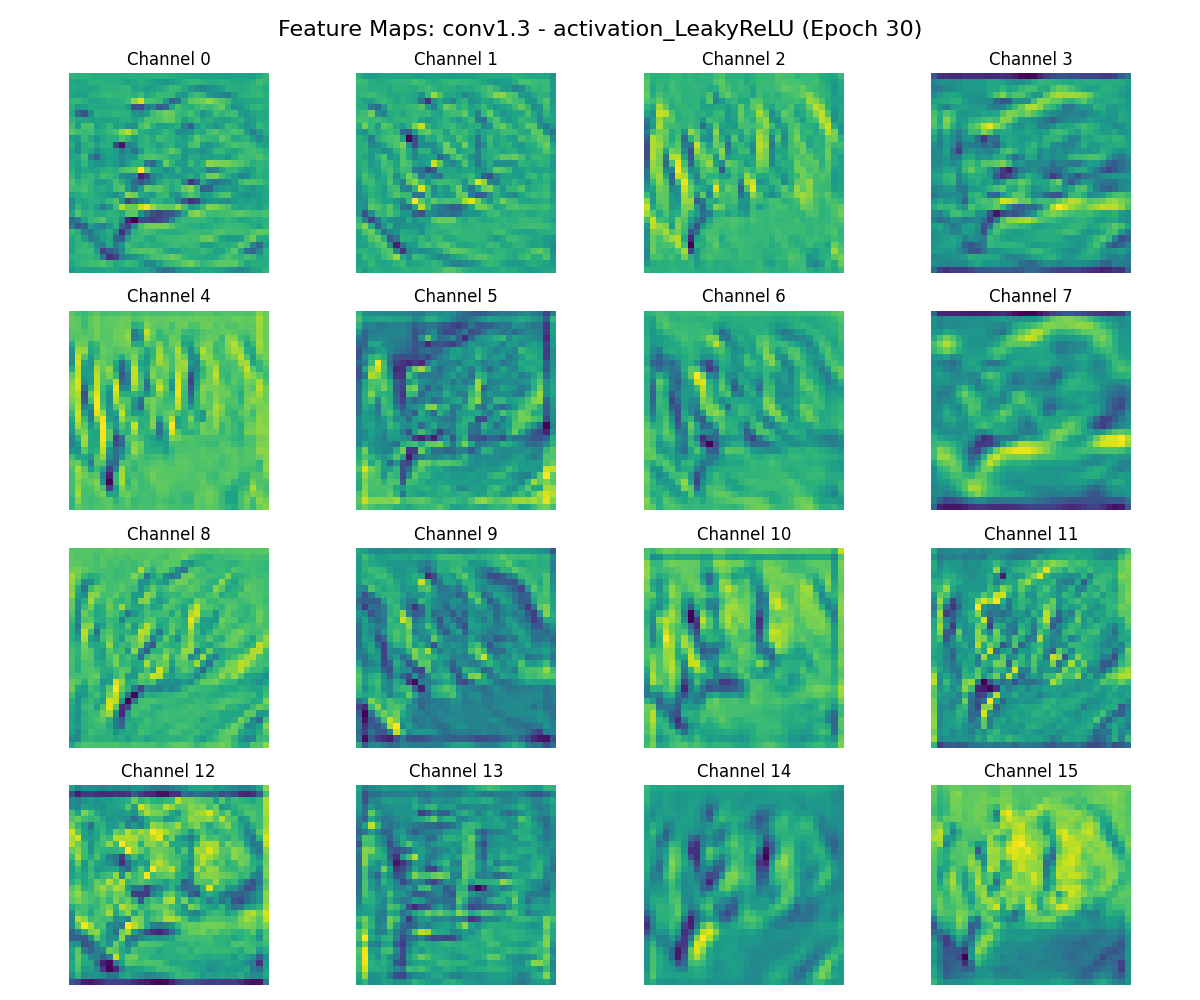 Feature Maps: conv1.3 - activation_LeakyReLU (Epoch 30)
Channel 0
Channel 1
Channel 2
Channel 3
Channel 4
Channel 5
Channel 6
Channel 7
Channel 8
Channel 9
Channel 10
Channel 11
Channel 12
Channel 13
Channel 14
Channel 15